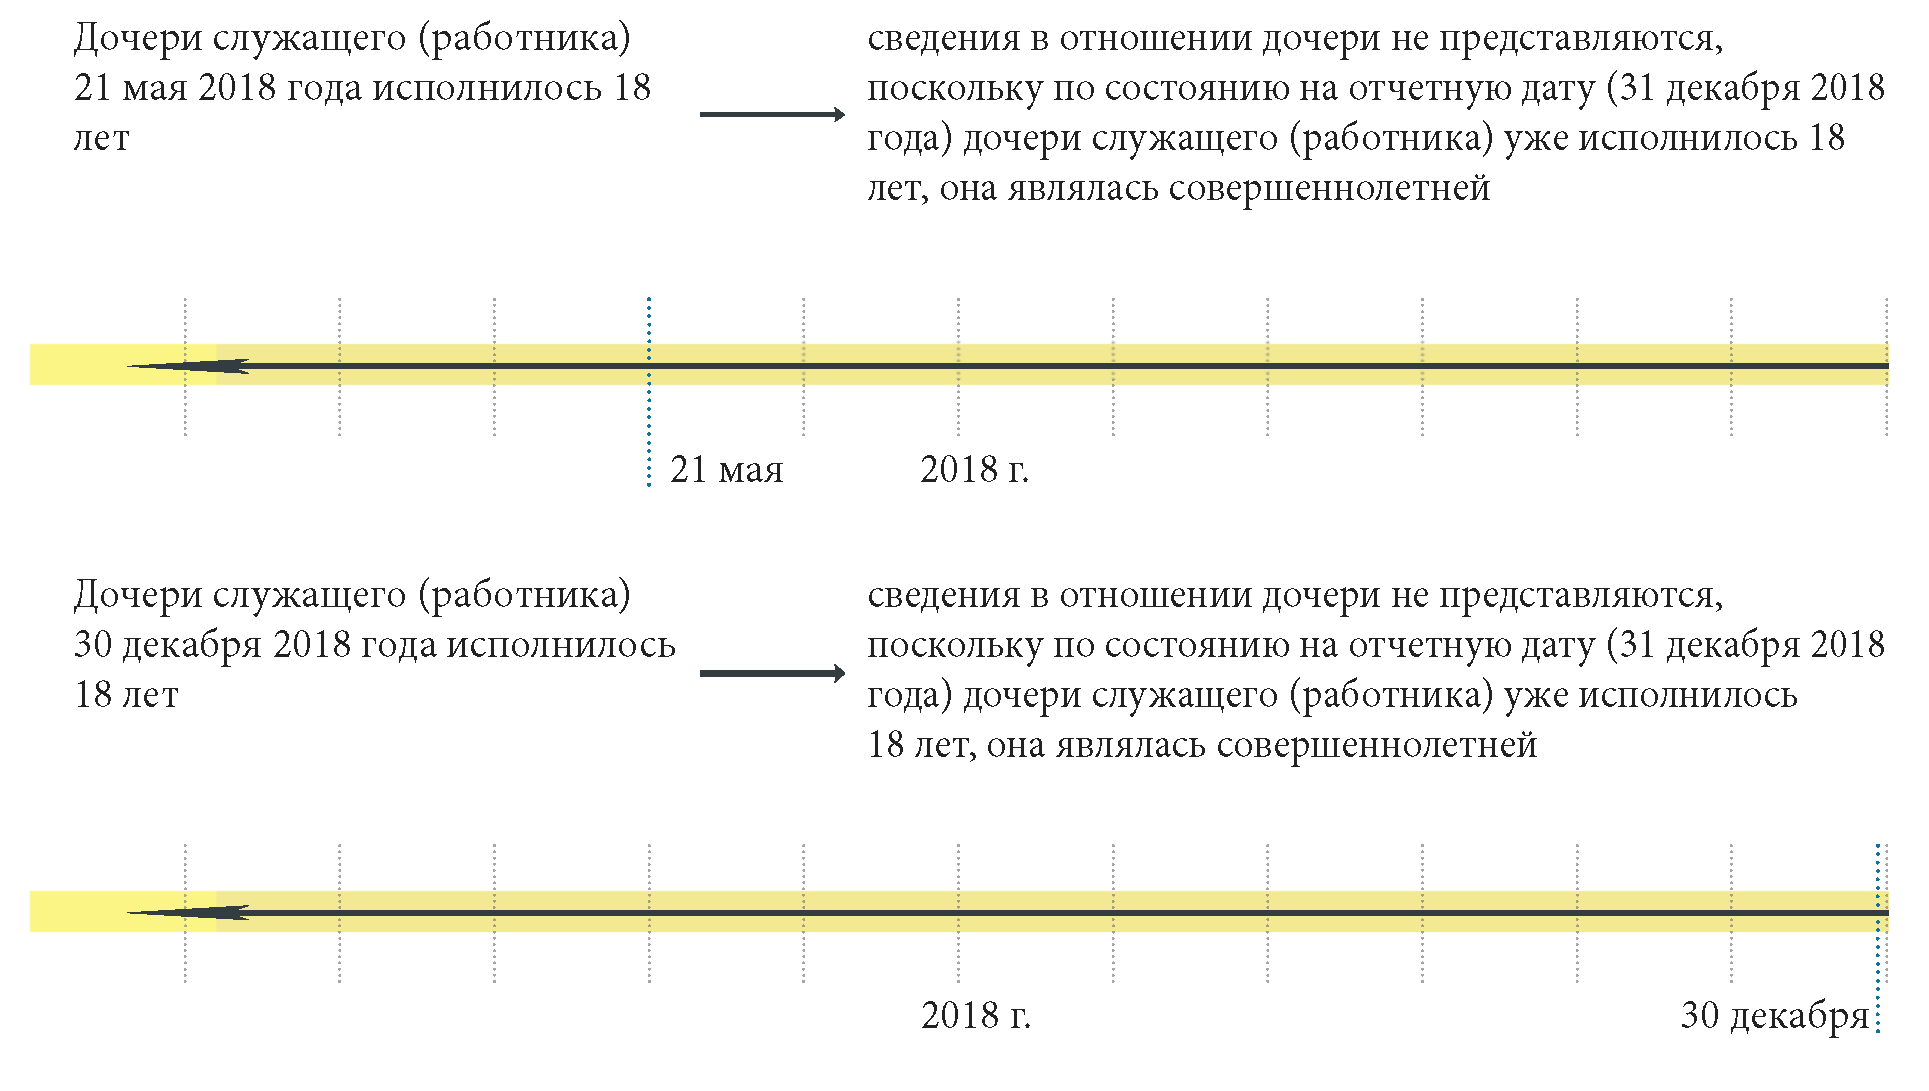 Дочери служащего (работника)
21 мая 2018 года исполнилось 18
лет
сведения в отношении дочери не представляются,
поскольку по состоянию на отчетную дату (31 декабря 2018
года) дочери служащего (работника) уже исполнилось 18
лет, она являлась совершеннолетней
21 мая
2018 г.
Дочери служащего (работника)
30 декабря 2018 года исполнилось
18 лет
сведения в отношении дочери не представляются,
поскольку по состоянию на отчетную дату (31 декабря 2018
года) дочери служащего (работника) уже исполнилось
18 лет, она являлась совершеннолетней
2018 г.
30 декабря